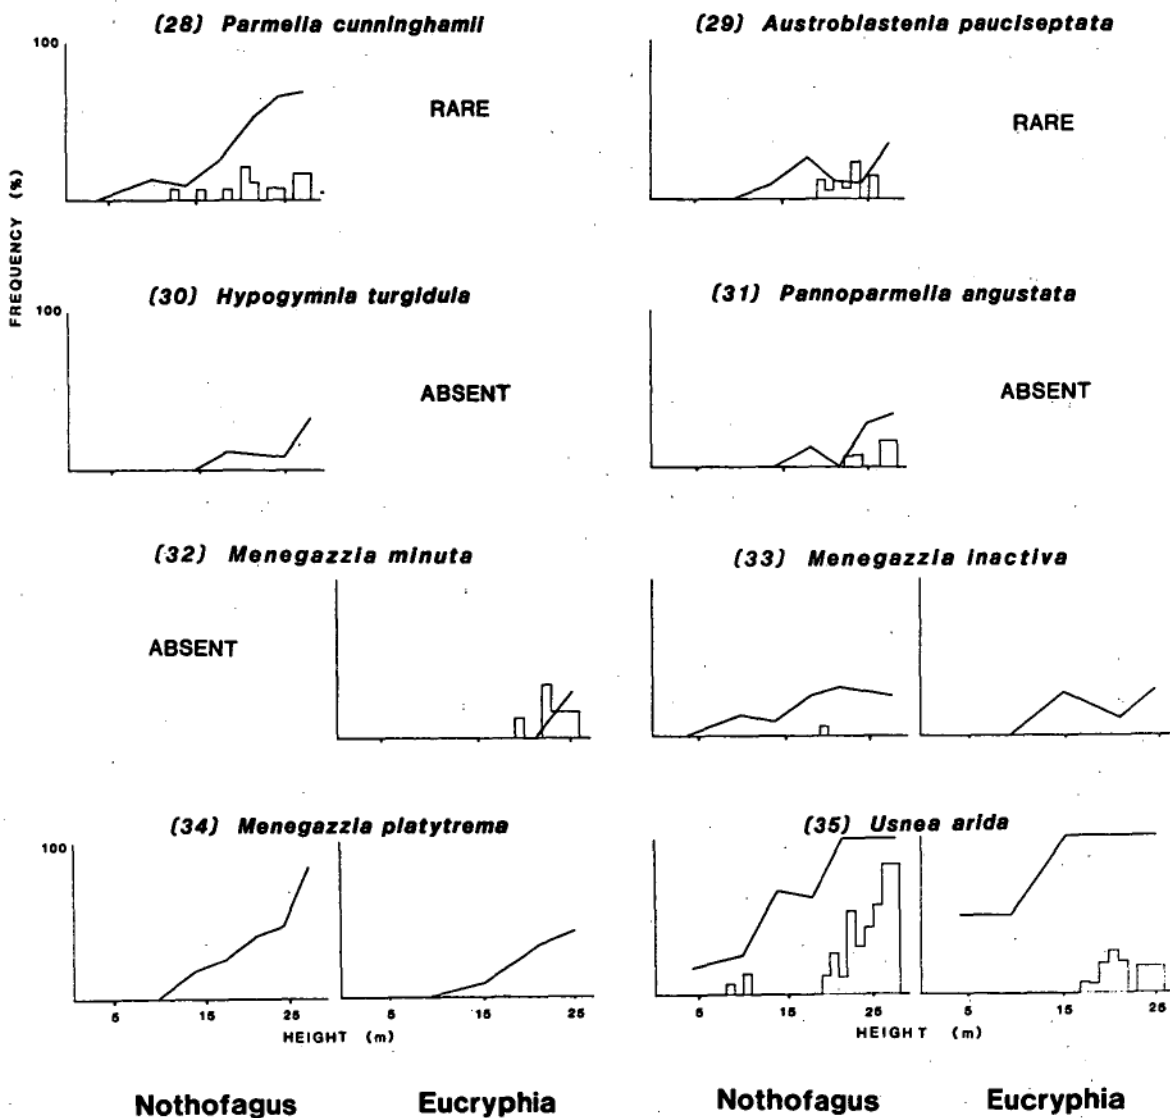 (28) Parmelia cunninghamii
(29) Austroblastenia pauciseptata
100
RARE
RARE
FREQUENCY (%)
(30) Hypogymnia turgidula
(31) Pannoparmelia angustata
100
ABSENT
ABSENT
(32) Menegazzia minuta
(33) Menegazzia inactiva
ABSENT
(34) Menegazzia platytrema
(35) Usnea arida
100
5 15 25 5 15 25 5 15 25 5 15 25
HEIGHT (m) HEIGHT (m)
Nothofagus Eucryphia Nothofagus Eucryphia